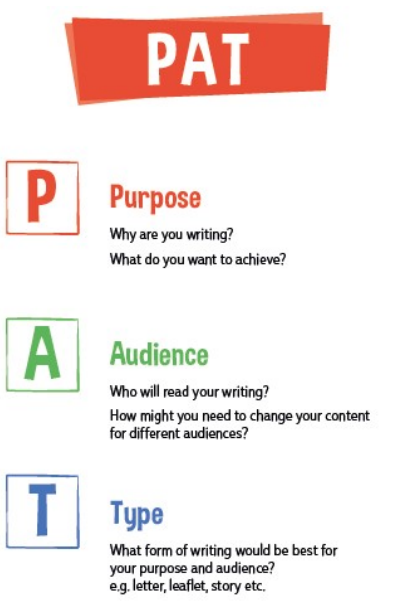 PAT
P
Purpose
Why are you writing?
What do you want to achieve?
A
Audience
Who will read your writing?
How might you need to change your content
for different audiences?
T
Type
What form of writing would be best for
your purpose and audience?
e.g. letter, leaflet, story etc.